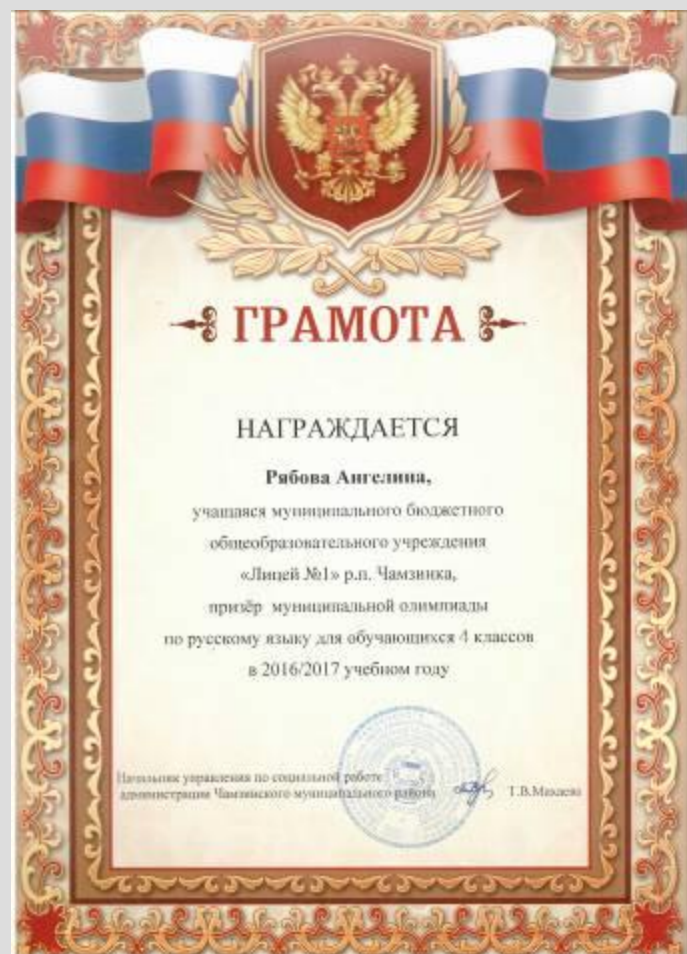 ГРАМОТА
НАГРАЖДАЕТСЯ
Рябова Ангелина,
учащаяся муниципального бюджетного
общеобразовательного учреждения
«Лицей №1» р.п. Чамзинка,
призёр муниципальной олимпиады
по русскому языку для обучающихся 4 классов
в 2016/2017 учебном году
Начальник управления по социальной работе
администрации Чамзинского муниципального района
Т.В.